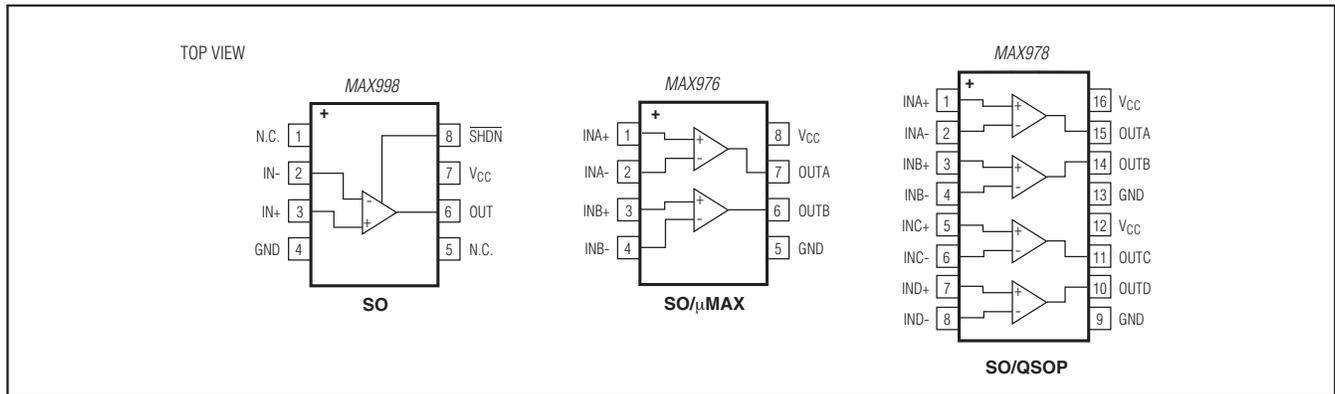 TOP VIEW
MAX998
+
N.C. 1
8 SHDN
IN- 2
7 VCC
IN+ 3
6 OUT
GND 4
5 N.C.
-
+
SO
MAX976
+
INA+ 1
8 VCC
INA- 2
7 OUTA
INB+ 3
6 OUTB
INB- 4
5 GND
+
-
+
-
SO/μMAX
MAX978
+
INA+ 1
16 VCC
INA- 2
15 OUTA
INB+ 3
14 OUTB
INB- 4
13 GND
INC+ 5
12 VCC
INC- 6
11 OUTC
IND+ 7
10 OUTD
IND- 8
9 GND
+
-
+
-
+
-
+
-
SO/QSOP